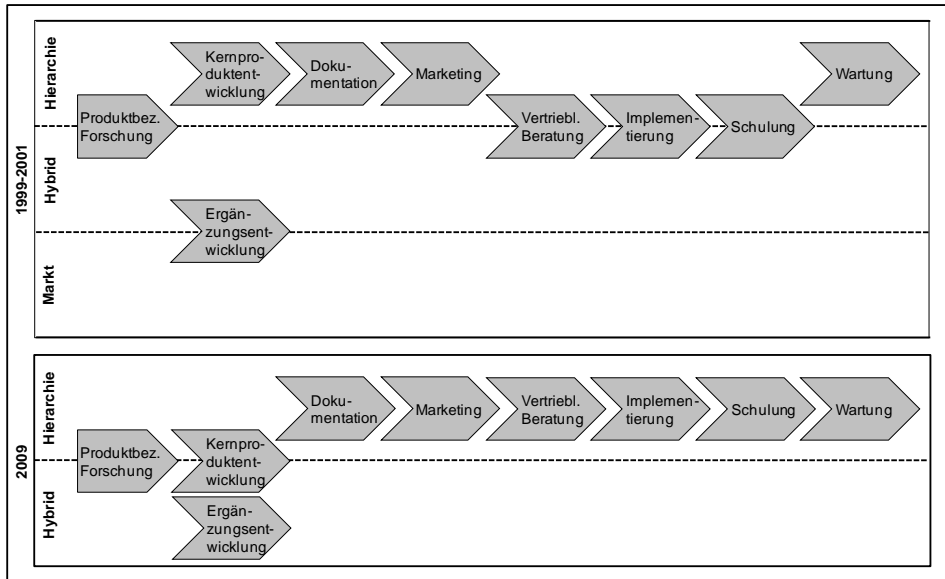 1999-2001
Hierarchie
Kernpro-
duktent-
wicklung
Doku-
mentation
Marketing
Wartung
Produktbez.
Forschung
Vertriebl.
Beratung
Implemen-
tierung
Schulung
Hybrid
Ergän-
zungsent-
wicklung
Markt
2009
Hierarchie
Doku-
mentation
Marketing
Vertriebl.
Beratung
Implemen-
tierung
Schulung
Wartung
Produktbez.
Forschung
Kernpro-
duktent-
wicklung
Hybrid
Ergän-
zungsent-
wicklung